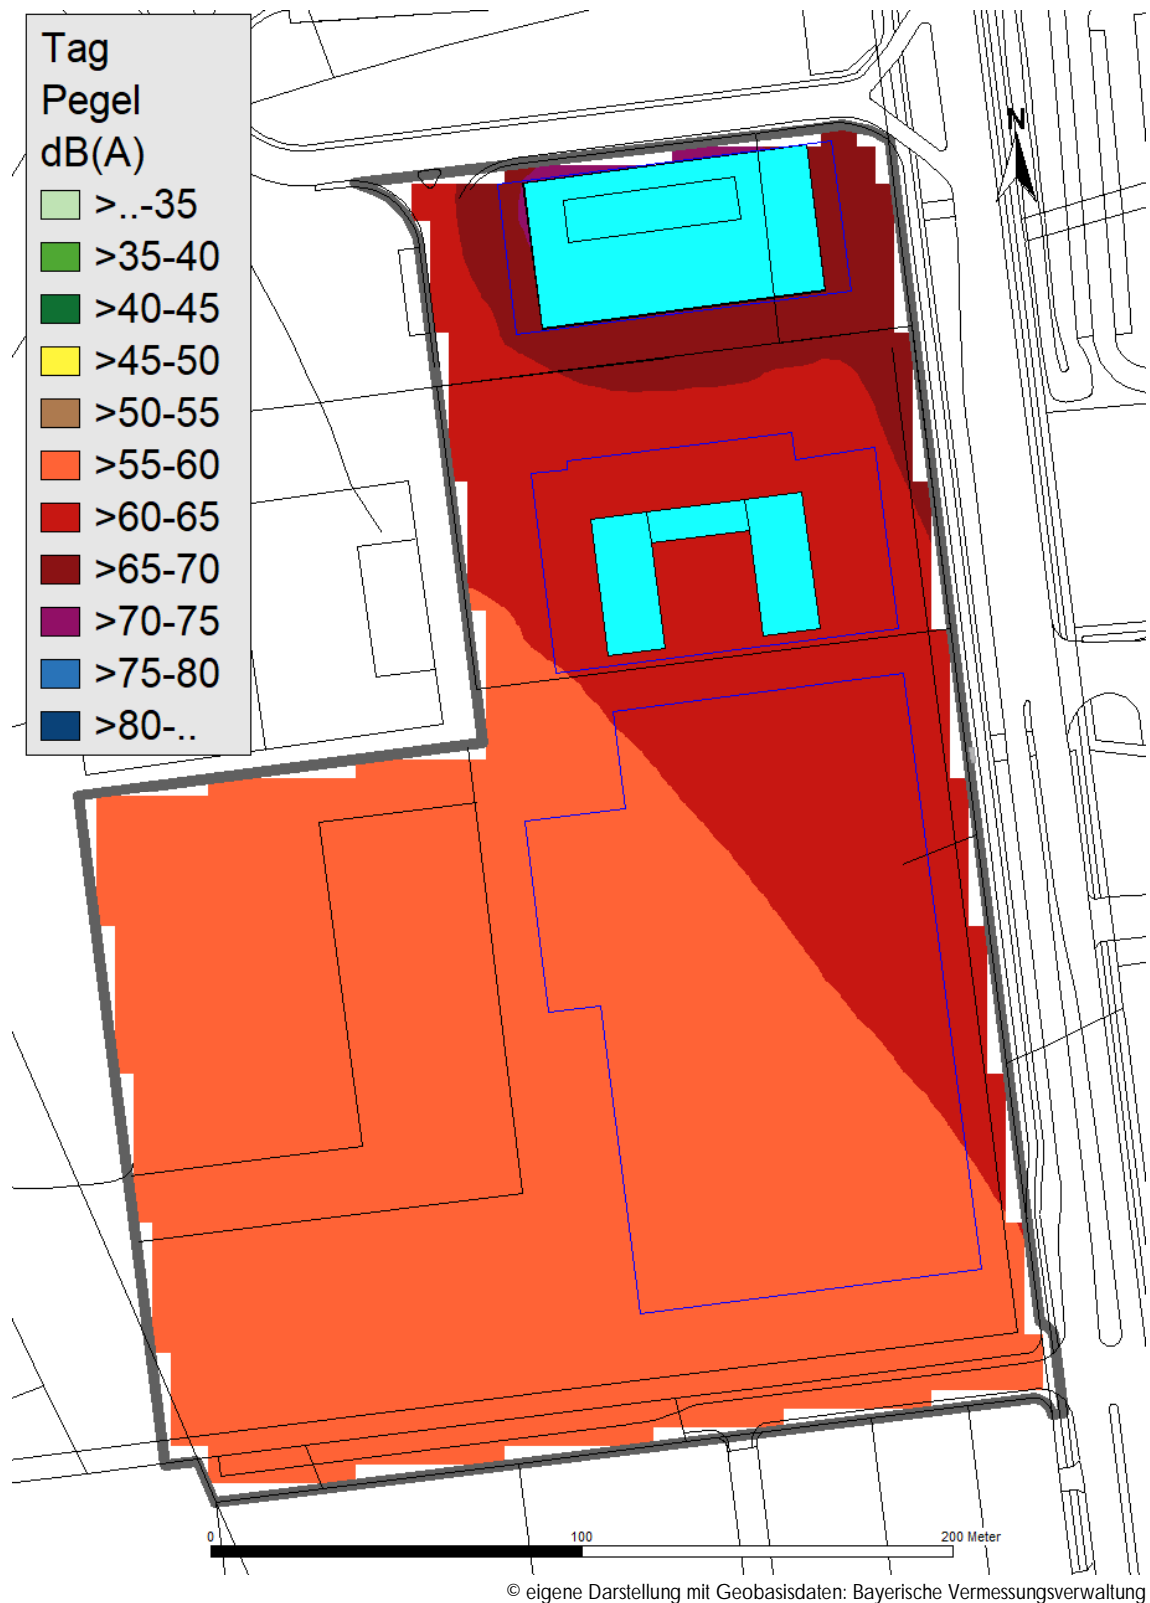 Tag
Pegel
dB(A)
>..-35
>35-40
>40-45
>45-50
>50-55
>55-60
>60-65
>65-70
>70-75
>75-80
>80-..
N
0 100 200 Meter
© eigene Darstellung mit Geobasisdaten: Bayerische Vermessungsverwaltung